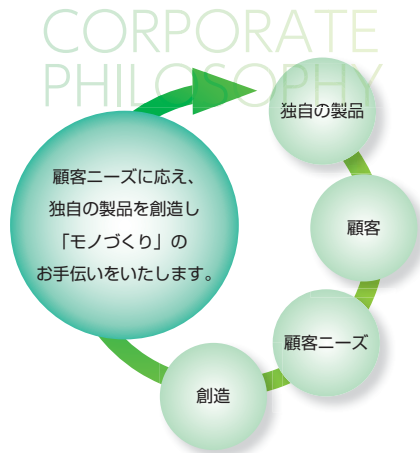 CORPORATE
PHILOSOPHY
独自の製品
顧客ニーズに応え、
独自の製品を創造し
「モノづくり」の
お手伝いをいたします。
顧客
顧客ニーズ
創造